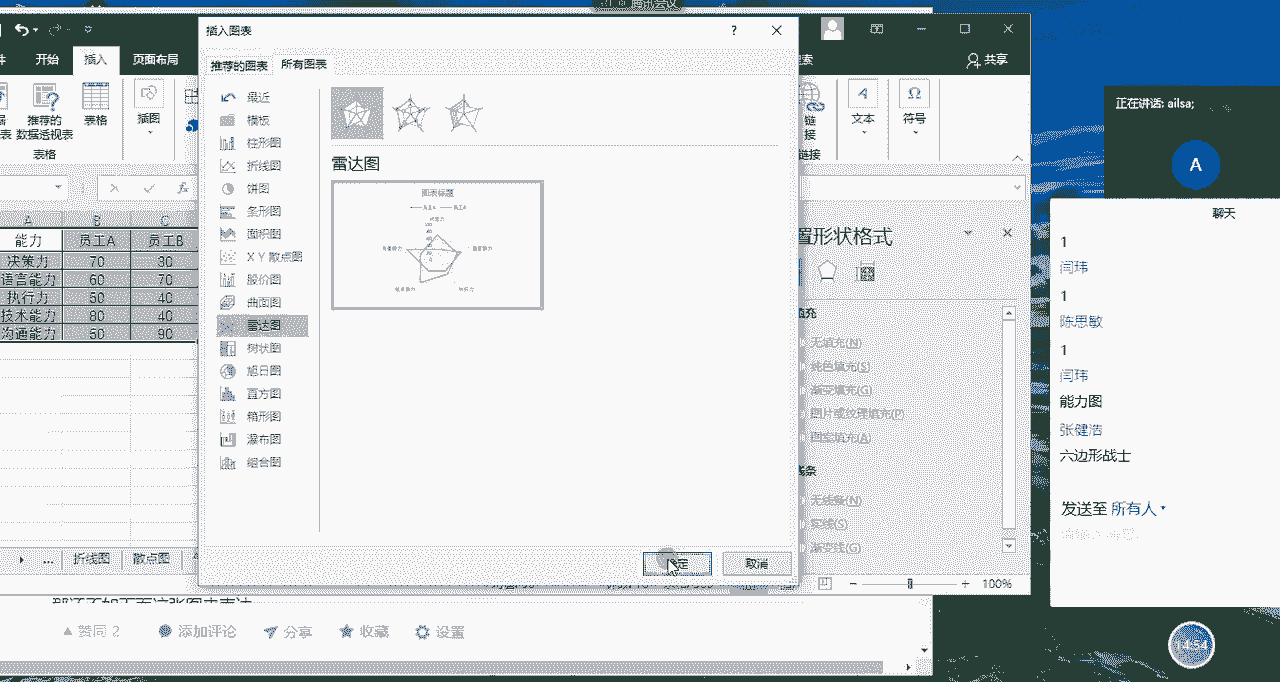 腾讯会议
插入图表
?
开始
插入
页面布局
共享
推荐的图表
所有图表
推荐的
数据透视表
表格
插图
表格
最近
模板
柱形图
折线图
饼图
条形图
面积图
XY散点图
股价图
曲面图
雷达图
树状图
旭日图
直方图
箱形图
瀑布图
组合图
雷达图
图表标题
确定
取消
文本
符号
链接
链接
fx
A B C
能力 员工A 员工B
决策力 70 30
语言能力 60 70
执行力 50 40
技术能力 80 40
沟通能力 50 90
置形状格式
填充
无填充(N)
纯色填充(S)
渐变填充(G)
图片或纹理填充(P)
图案填充(A)
线条
无线条(N)
实线(S)
渐变线(G)
... 折线图 散点图
100%
赞同 2
添加评论
分享
收藏
设置
正在讲话: ailsa;
A
聊天
1
闫玮
1
陈思敏
1
闫玮
能力图
张健浩
六边形战士
发送至 所有人